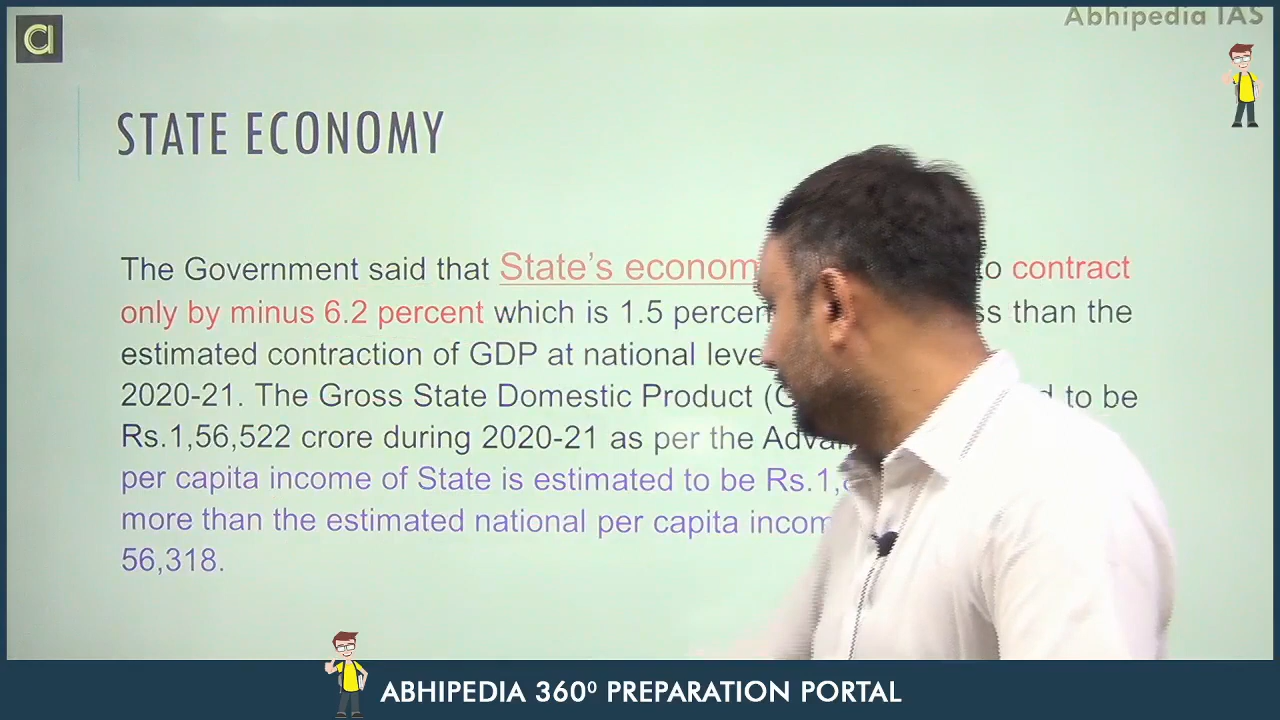 Abhipedia IAS
a
STATE ECONOMY
The Government said that State's econom o contract
only by minus 6.2 percent which is 1.5 percen ss than the
estimated contraction of GDP at national leve
2020-21. The Gross State Domestic Product ( d to be
Rs.1,56,522 crore during 2020-21 as per the Adva
per capita income of State is estimated to be Rs.1,
more than the estimated national per capita incom
56,318.
ABHIPEDIA 360⁰ PREPARATION PORTAL